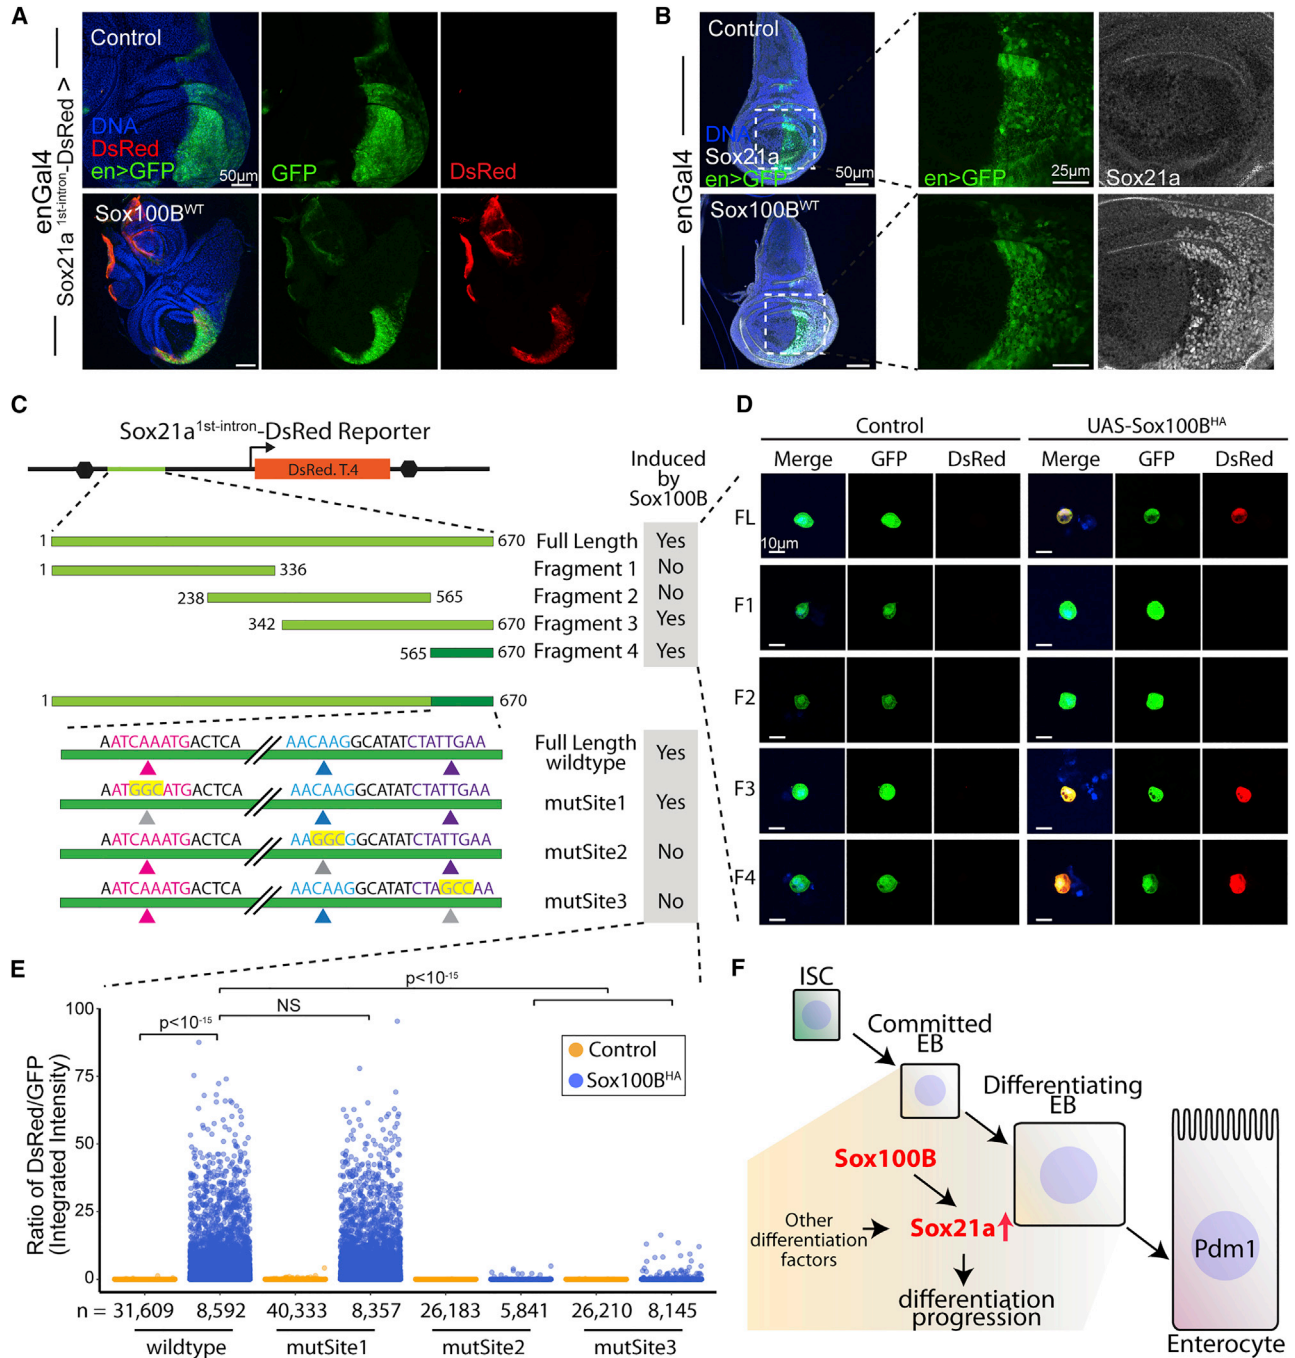 A
enGal4
Sox21a1st-intron-DsRed >
Control
DNA
DsRed
en>GFP
50μm
GFP
DsRed
Sox100BWT
B
enGal4
Control
DNA
Sox21a
en>GFP
50μm
en>GFP
25μm
Sox21a
Sox100BWT
C
Sox21a1st-intron-DsRed Reporter
DsRed. T.4
Induced
by
Sox100B
1 670 Full Length Yes
1 336 Fragment 1 No
238 565 Fragment 2 No
342 670 Fragment 3 Yes
565 670 Fragment 4 Yes
1 670
AATCAAATGACTCA AACAAGGCATATCTATTGAA Full Length
wildtype Yes
AATGGCATGACTCA AACAAGGCATATCTATTGAA mutSite1 Yes
AATCAAATGACTCA AAGGCGGCATATCTATTGAA mutSite2 No
AATCAAATGACTCA AACAAGGCATATCTAGCCAA mutSite3 No
D
Control UAS-Sox100BHA
Merge GFP DsRed Merge GFP DsRed
FL
10μm
F1
F2
F3
F4
E
p<10-15
NS
p<10-15
Control
Sox100BHA
Ratio of DsRed/GFP
(Integrated Intensity)
100
75
50
25
0
n = 31,609 8,592 40,333 8,357 26,183 5,841 26,210 8,145
wildtype mutSite1 mutSite2 mutSite3
F
ISC
Committed
EB
Differentiating
EB
Sox100B
Other
differentiation
factors
Sox21a
differentiation
progression
Pdm1
Enterocyte